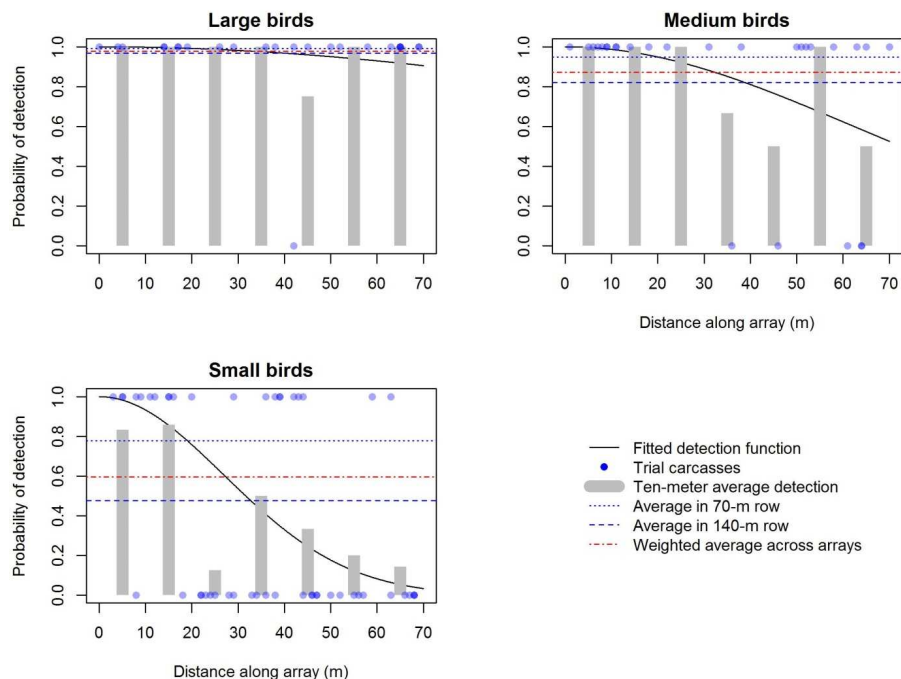 Large birds
Probability of detection
0.0 0.2 0.4 0.6 0.8 1.0
0 10 20 30 40 50 60 70
Medium birds
0.0 0.2 0.4 0.6 0.8 1.0
0 10 20 30 40 50 60 70
Distance along array (m)
Small birds
Probability of detection
0.0 0.2 0.4 0.6 0.8 1.0
0 10 20 30 40 50 60 70
Distance along array (m)
Fitted detection function
Trial carcasses
Ten-meter average detection
Average in 70-m row
Average in 140-m row
Weighted average across arrays